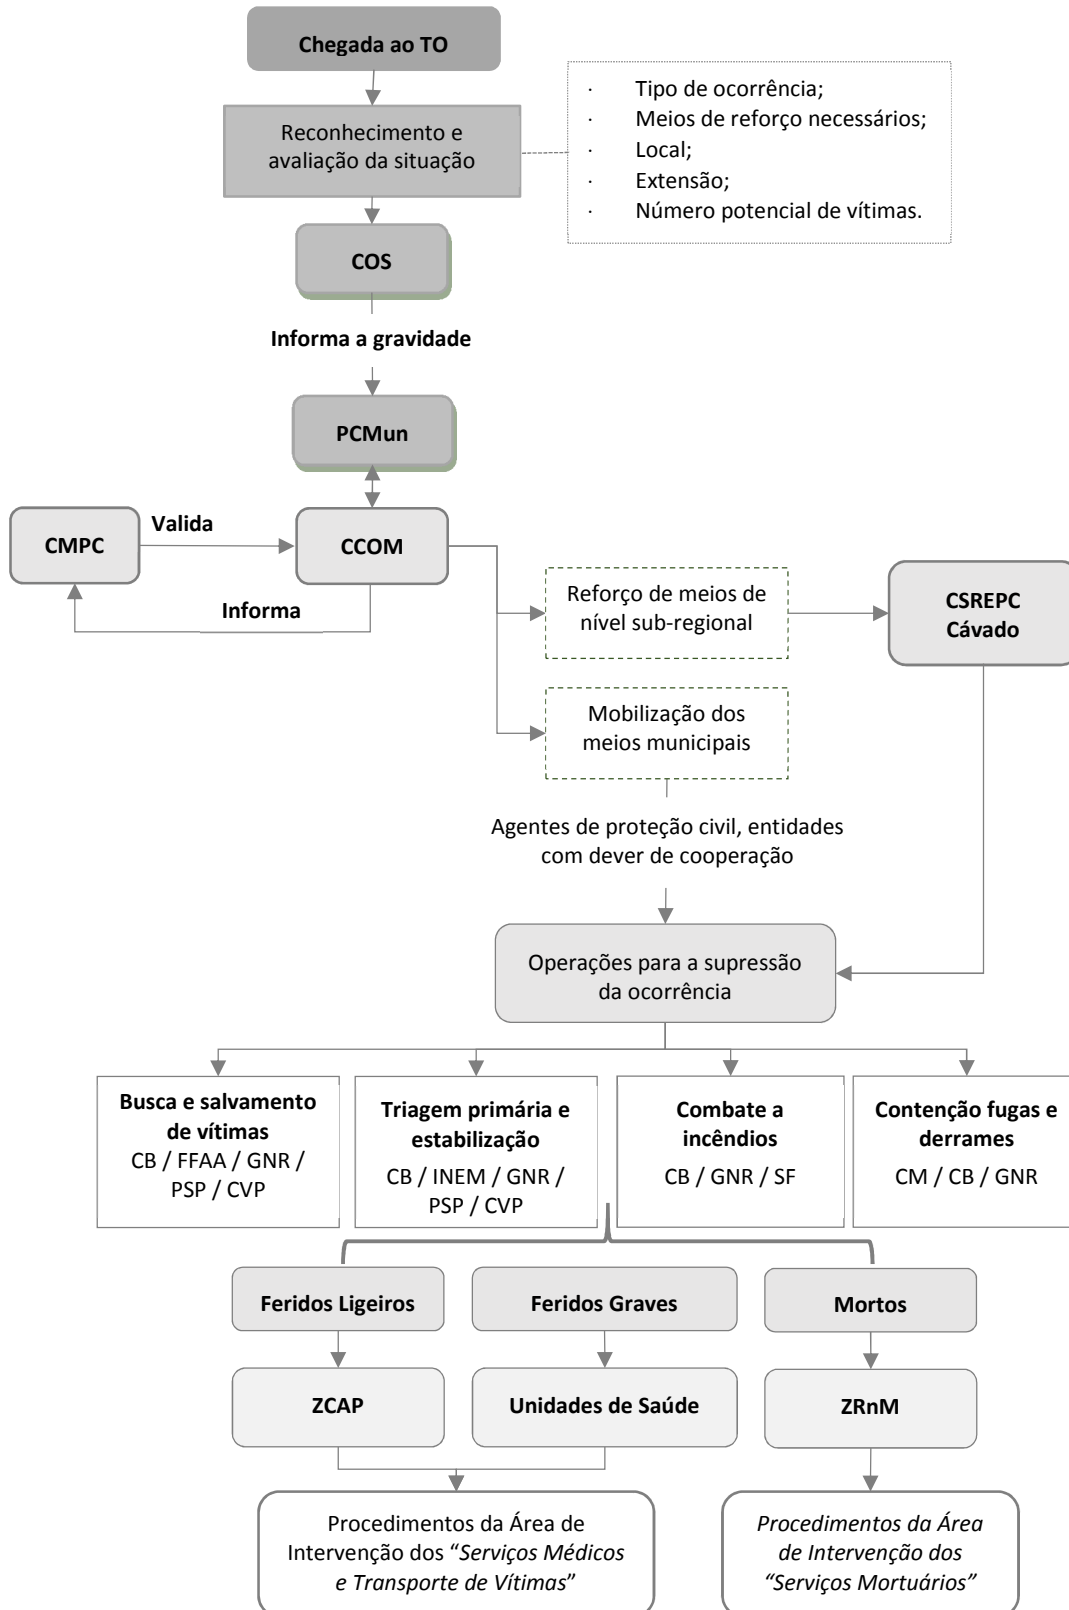 Chegada ao TO
Reconhecimento e
avaliação da situação
· Tipo de ocorrência;
· Meios de reforço necessários;
· Local;
· Extensão;
· Número potencial de vítimas.
COS
Informa a gravidade
PCMun
CMPC
Valida
CCOM
Informa
Reforço de meios de
nível sub-regional
CSREPC
Cávado
Mobilização dos
meios municipais
Agentes de proteção civil, entidades
com dever de cooperação
Operações para a supressão
da ocorrência
Busca e salvamento
de vítimas
CB / FFAA / GNR /
PSP / CVP
Triagem primária e
estabilização
CB / INEM / GNR /
PSP / CVP
Combate a
incêndios
CB / GNR / SF
Contenção fugas e
derrames
CM / CB / GNR
Feridos Ligeiros
Feridos Graves
Mortos
ZCAP
Unidades de Saúde
ZRnM
Procedimentos da Área de
Intervenção dos “Serviços Médicos
e Transporte de Vítimas”
Procedimentos da Área
de Intervenção dos
“Serviços Mortuários”